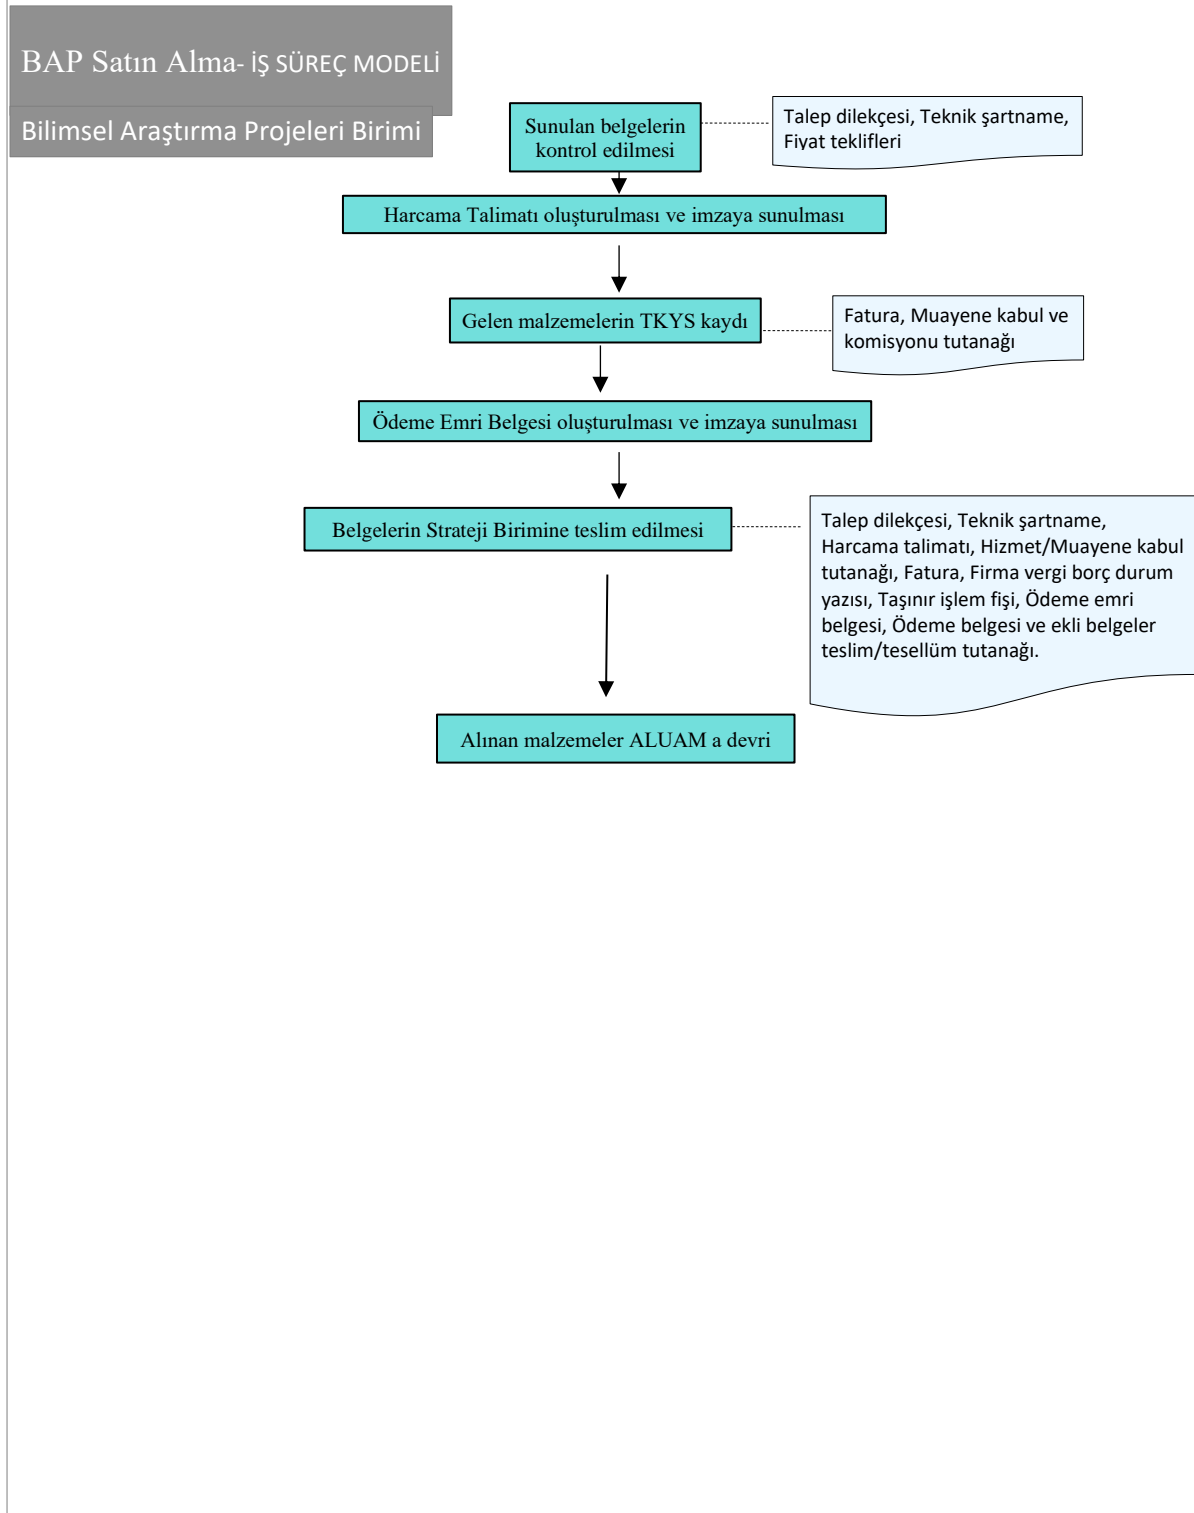 BAP Satın Alma- İŞ SÜREÇ MODELİ
Bilimsel Araştırma Projeleri Birimi
Sunulan belgelerin
kontrol edilmesi
Talep dilekçesi, Teknik şartname,
Fiyat teklifleri
Harcama Talimatı oluşturulması ve imzaya sunulması
Gelen malzemelerin TKYS kaydı
Fatura, Muayene kabul ve
komisyonu tutanağı
Ödeme Emri Belgesi oluşturulması ve imzaya sunulması
Belgelerin Strateji Birimine teslim edilmesi
Talep dilekçesi, Teknik şartname,
Harcama talimatı, Hizmet/Muayene kabul
tutanağı, Fatura, Firma vergi borç durum
yazısı, Taşınır işlem fişi, Ödeme emri
belgesi, Ödeme belgesi ve ekli belgeler
teslim/tesellüm tutanağı.
Alınan malzemeler ALUAM a devri